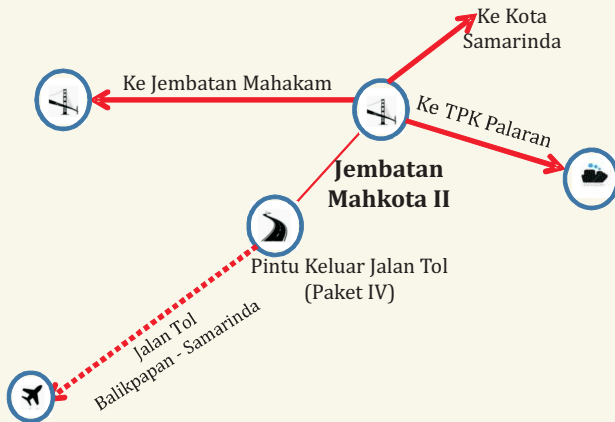 Ke Kota
Samarinda
Ke Jembatan Mahakam
Ke TPK Palaran
Jembatan
Mahkota II
Pintu Keluar Jalan Tol
(Paket IV)
Jalan Tol
Balikpapan - Samarinda